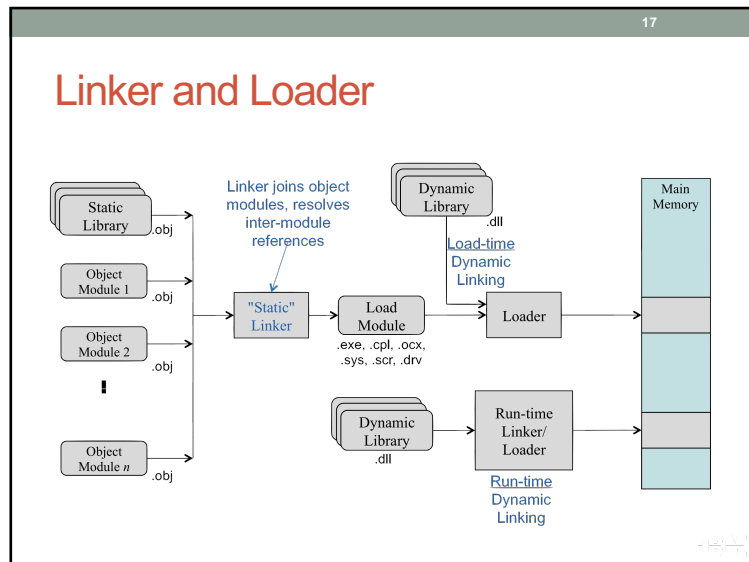 17
Linker and Loader
Static
Library
.obj
Object
Module 1
.obj
Object
Module 2
.obj
Object
Module n
.obj
Linker joins object
modules, resolves
inter-module
references
"Static"
Linker
Load
Module
.exe, .cpl, .ocx,
.sys, .scr, .drv
Dynamic
Library
.dll
Load-time
Dynamic
Linking
Loader
Dynamic
Library
.dll
Run-time
Linker/
Loader
Run-time
Dynamic
Linking
Main
Memory